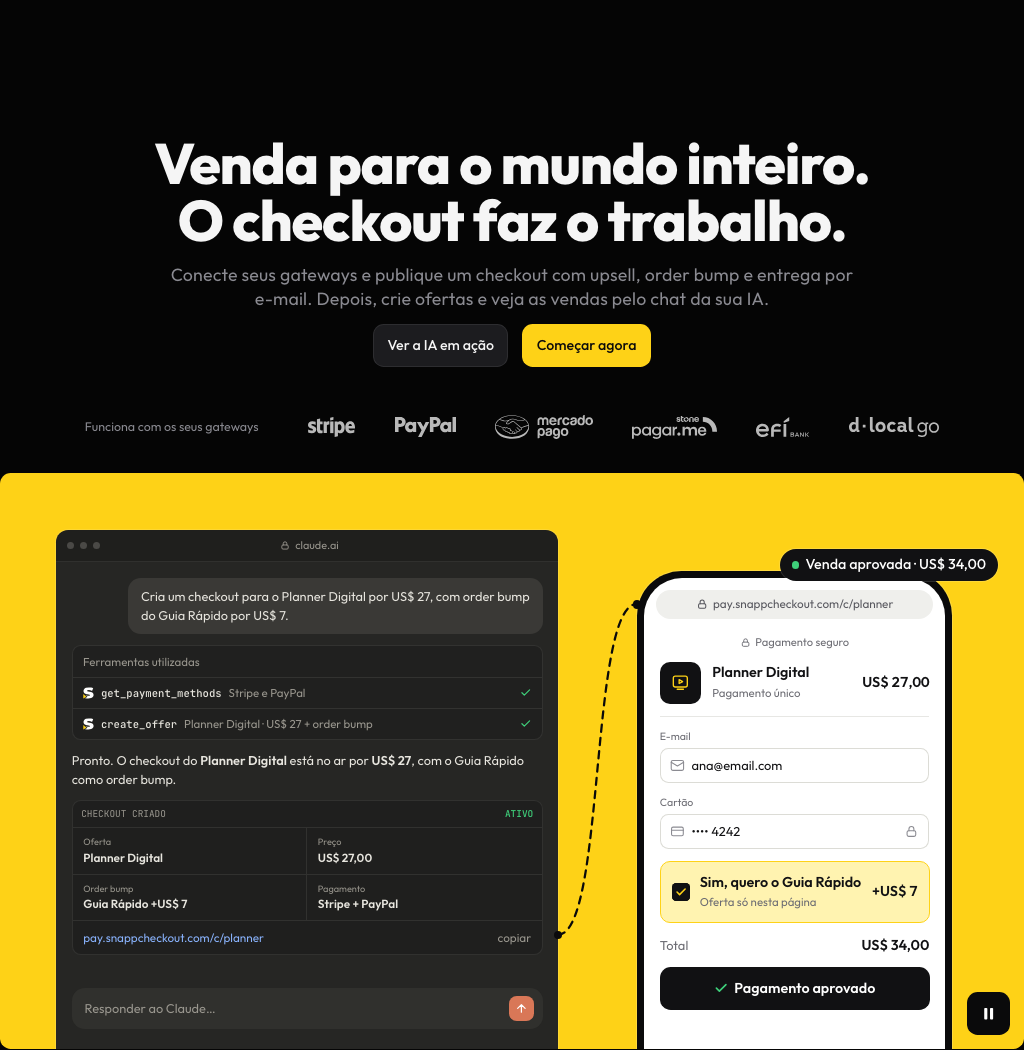 Venda para o mundo inteiro.
O checkout faz o trabalho.
Conecte seus gateways e publique um checkout com upsell, order bump e entrega por
e-mail. Depois, crie ofertas e veja as vendas pelo chat da sua IA.
Ver a IA em ação
Começar agora
Funciona com os seus gateways
stripe
PayPal
mercado
pago
stone
pagar.me
efí BANK
d·local go
claude.ai
Cria um checkout para o Planner Digital por US$ 27, com order bump
do Guia Rápido por US$ 7.
Ferramentas utilizadas
get_payment_methods Stripe e PayPal
create_offer Planner Digital · US$ 27 + order bump
Pronto. O checkout do Planner Digital está no ar por US$ 27, com o Guia Rápido
como order bump.
CHECKOUT CRIADO
ATIVO
Oferta
Planner Digital
Preço
US$ 27,00
Order bump
Guia Rápido +US$ 7
Pagamento
Stripe + PayPal
pay.snappcheckout.com/c/planner
copiar
Responder ao Claude...
Venda aprovada · US$ 34,00
pay.snappcheckout.com/c/planner
Pagamento seguro
Planner Digital
Pagamento único
US$ 27,00
E-mail
ana@email.com
Cartão
•••• 4242
Sim, quero o Guia Rápido
Oferta só nesta página
+US$ 7
Total
US$ 34,00
Pagamento aprovado